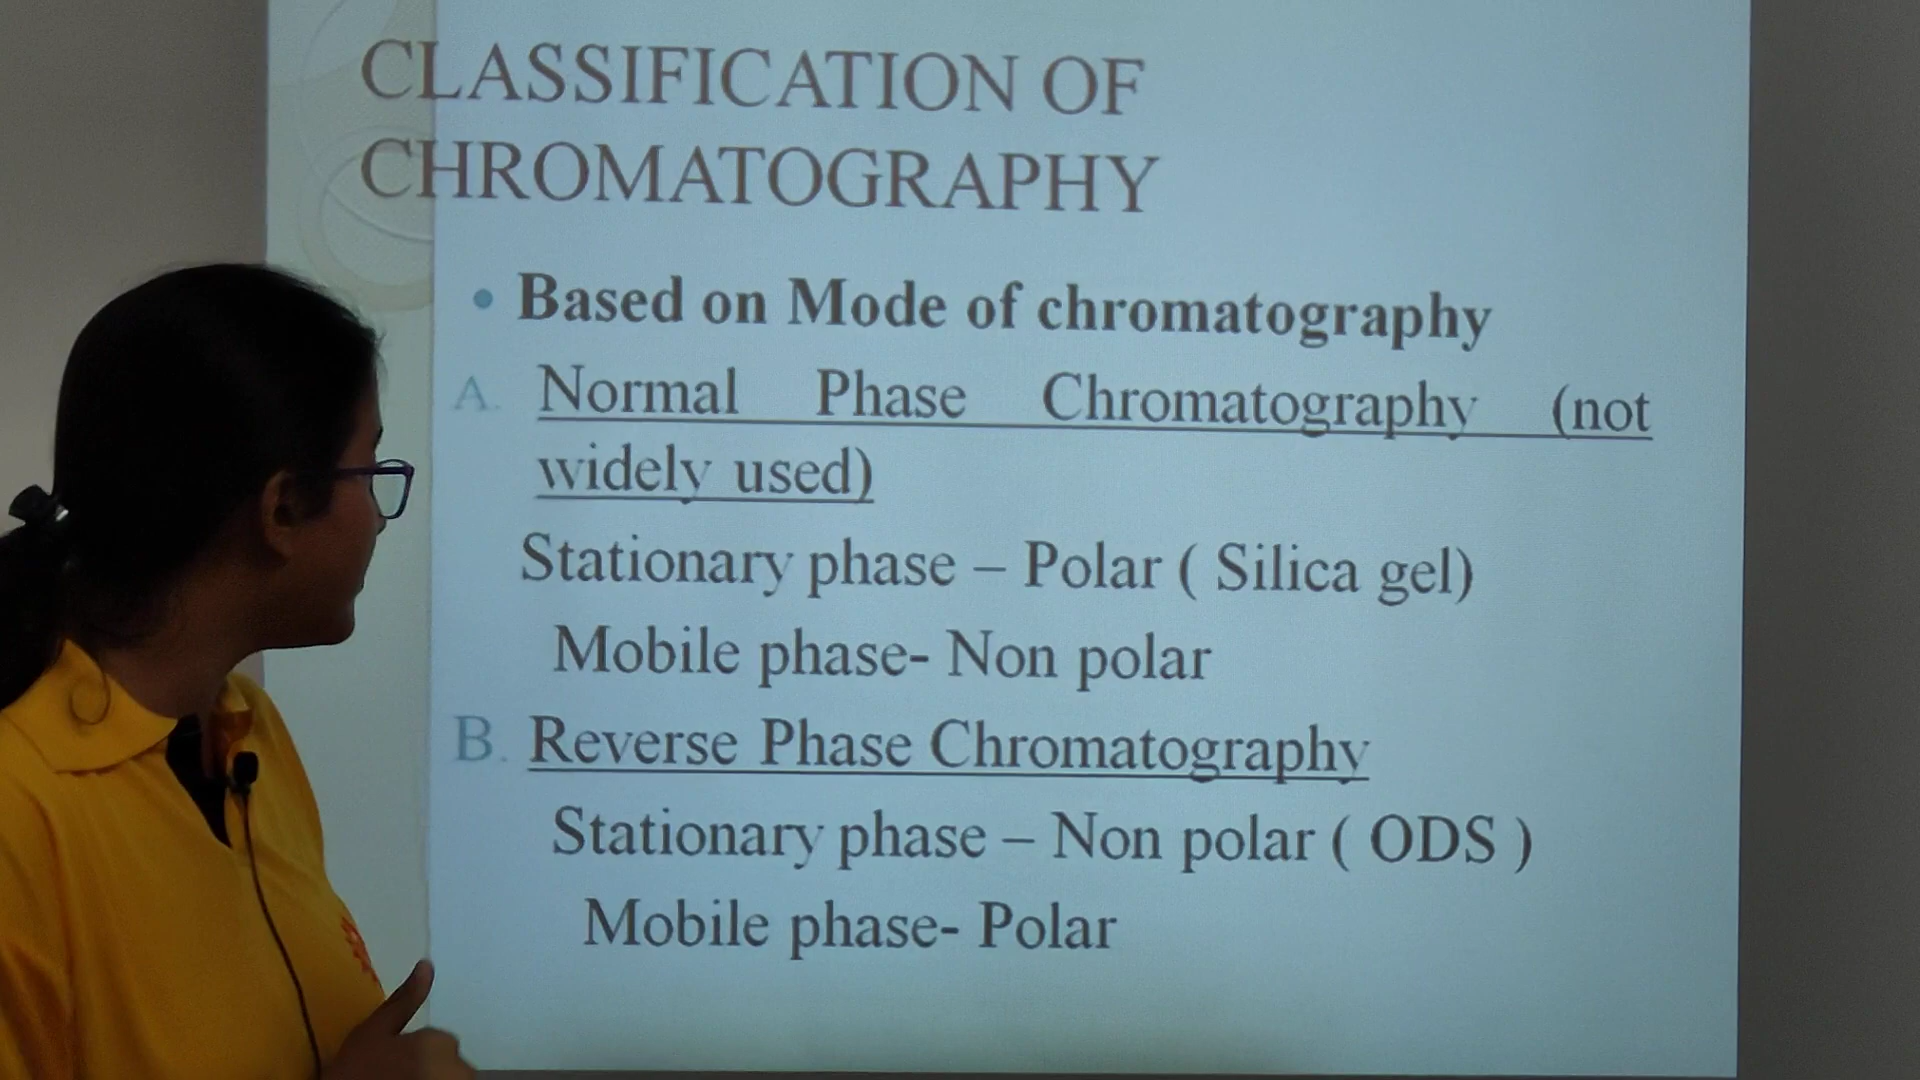 CLASSIFICATION OF
CHROMATOGRAPHY
• Based on Mode of chromatography
A. Normal Phase Chromatography (not
widely used)
Stationary phase – Polar ( Silica gel)
Mobile phase- Non polar
B. Reverse Phase Chromatography
Stationary phase – Non polar ( ODS )
Mobile phase- Polar